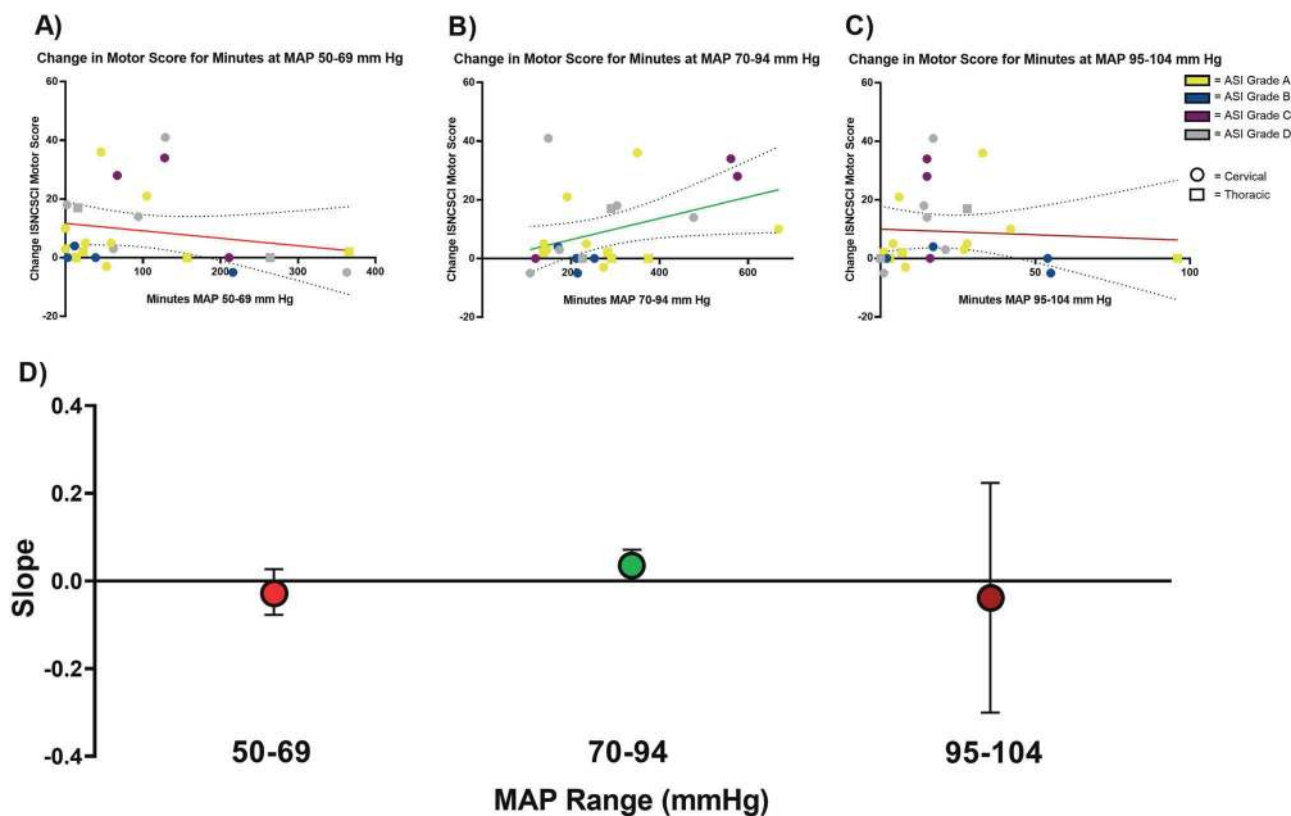 A)
Change in Motor Score for Minutes at MAP 50-69 mm Hg
60
40
20
0
-20
Change ISNCSCI Motor Score
100
200
300
400
Minutes MAP 50-69 mm Hg
B)
Change in Motor Score for Minutes at MAP 70-94 mm Hg
60
40
20
0
-20
Change ISNCSCI Motor Score
200
400
600
Minutes MAP 70-94 mm Hg
C)
Change in Motor Score for Minutes at MAP 95-104 mm Hg
60
40
20
0
-20
Change ISNCSCI Motor Score
50
100
Minutes MAP 95-104 mm Hg
= ASI Grade A
= ASI Grade B
= ASI Grade C
= ASI Grade D
= Cervical
= Thoracic
D)
0.4
0.2
0.0
-0.2
-0.4
Slope
50-69
70-94
95-104
MAP Range (mmHg)